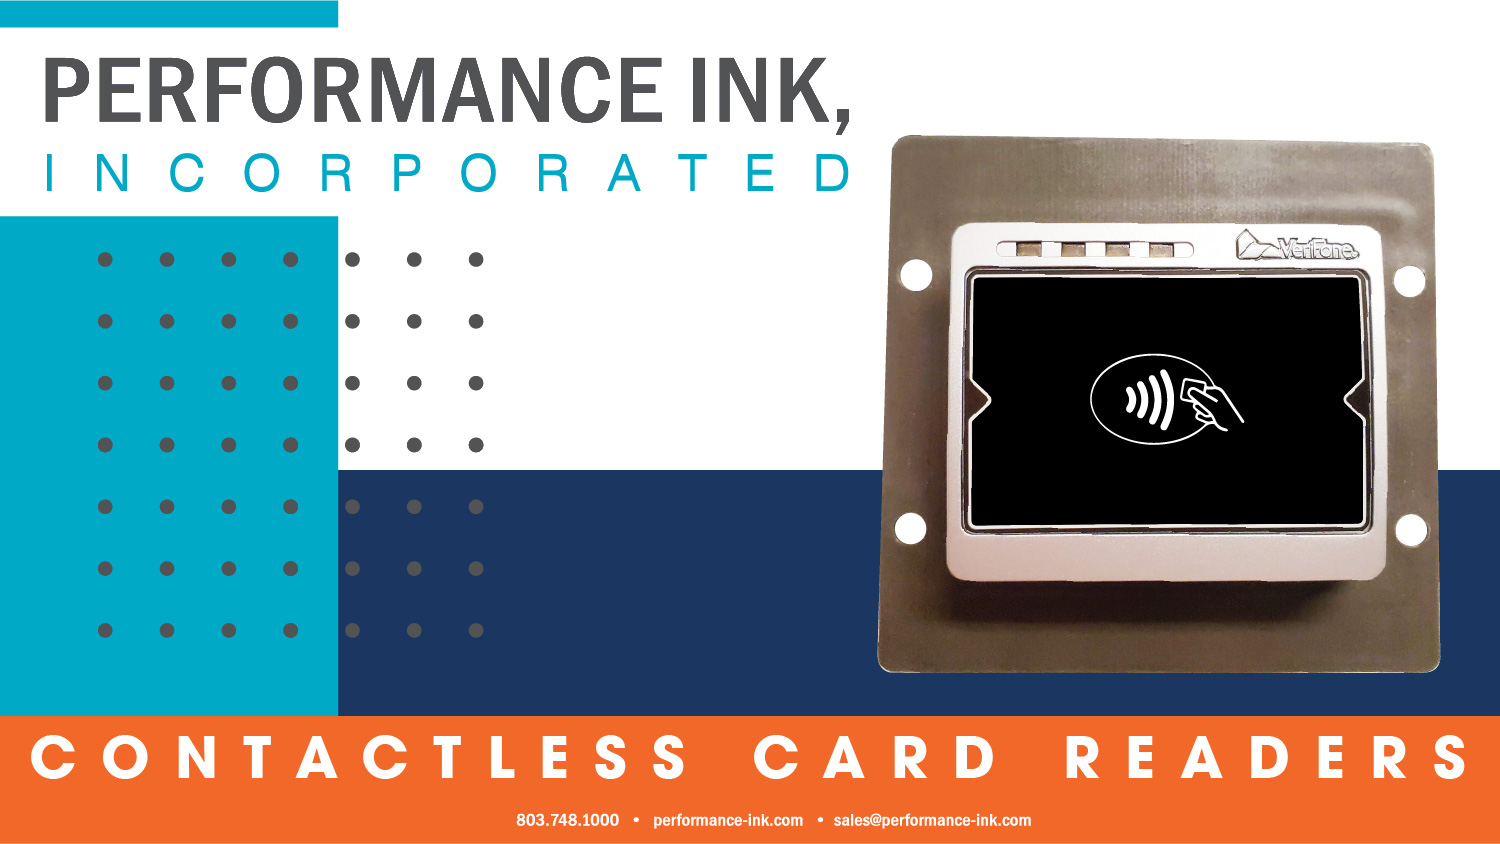 PERFORMANCE INK,
INCORPORATED
VeriFone
CONTACTLESS CARD READERS
803.748.1000 • performance-ink.com • sales@performance-ink.com